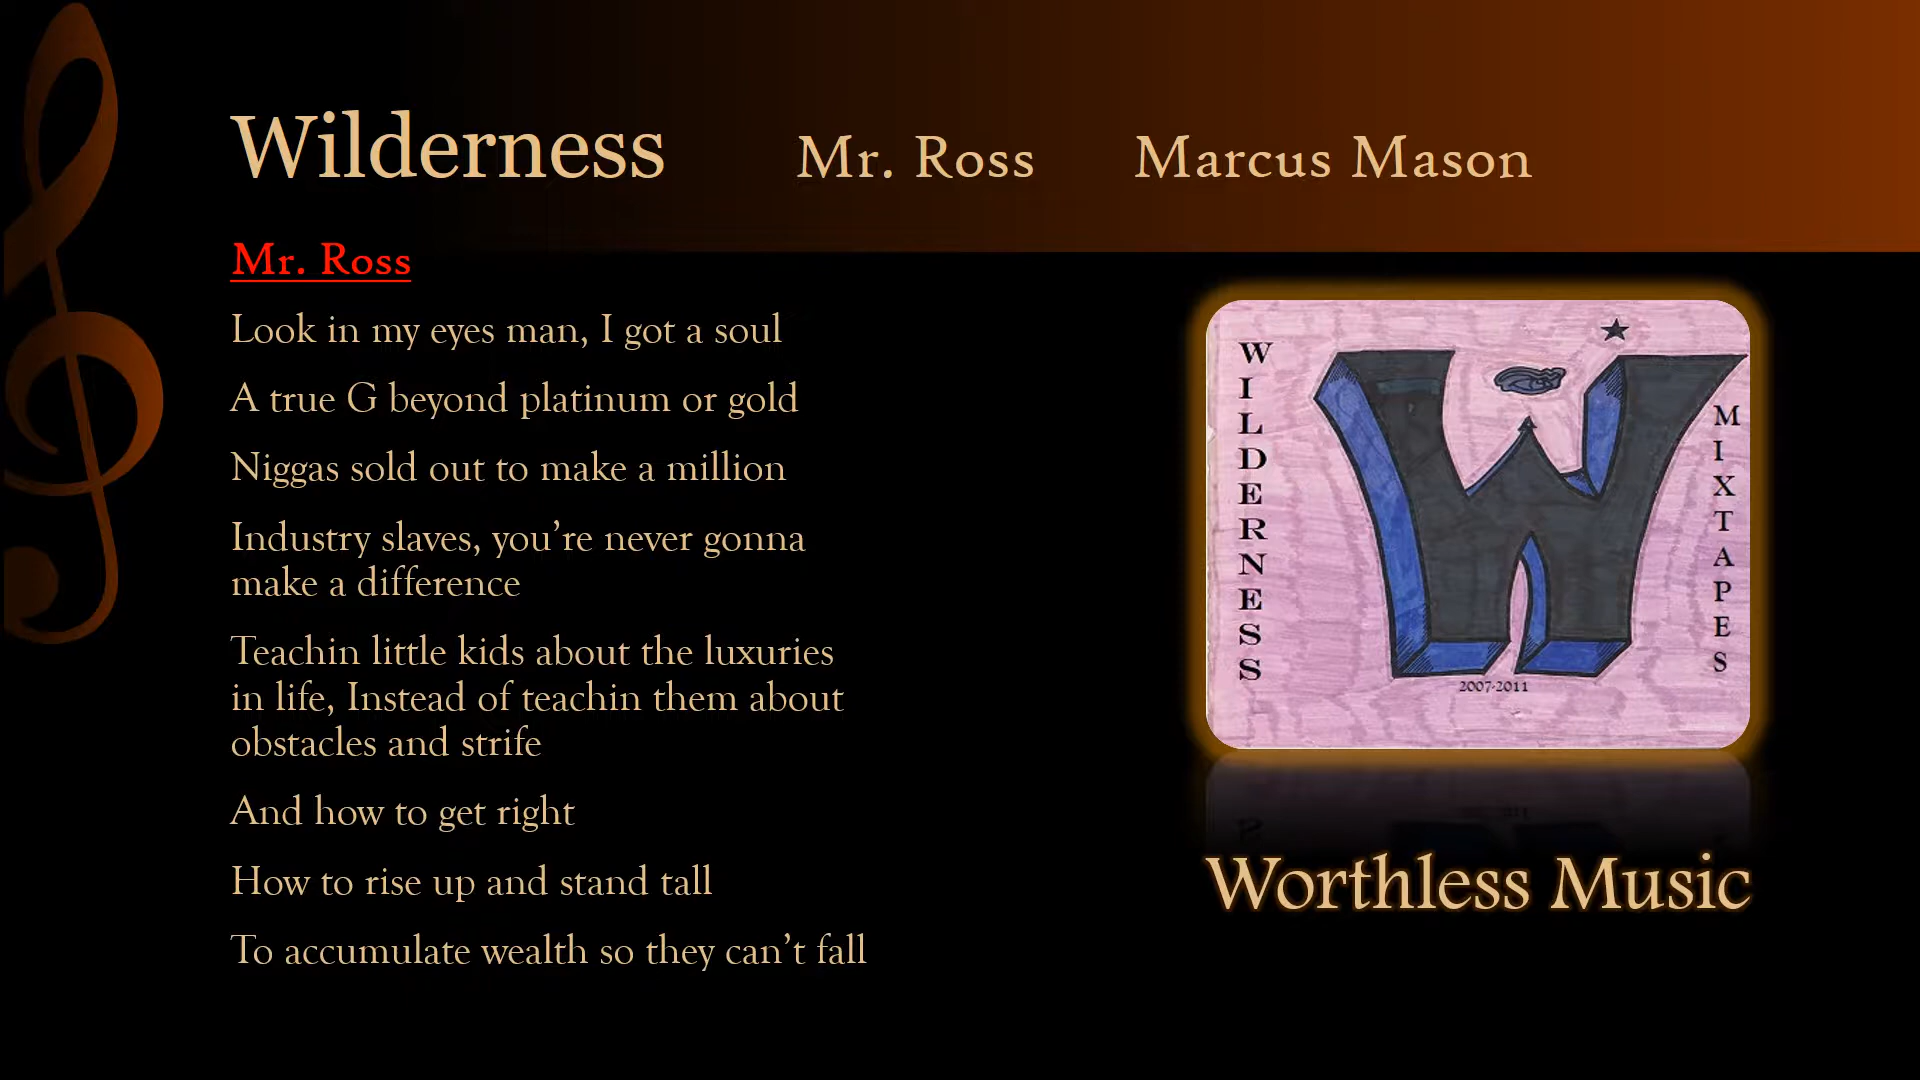 Wilderness Mr. Ross Marcus Mason
Mr. Ross
Look in my eyes man, I got a soul
A true G beyond platinum or gold
Niggas sold out to make a million
Industry slaves, you’re never gonna
make a difference
Teachin little kids about the luxuries
in life, Instead of teachin them about
obstacles and strife
And how to get right
How to rise up and stand tall
To accumulate wealth so they can’t fall
WILDERNESS
W
MIXTAPES
2007-2011
Worthless Music